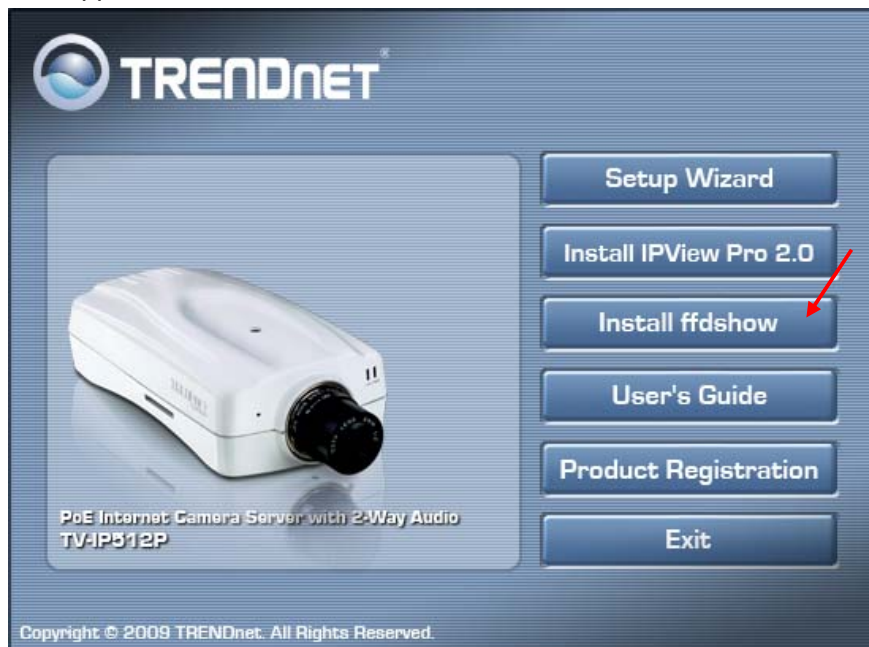 TRENDNET®
Setup Wizard
Install IPView Pro 2.0
Install ffdshow
User's Guide
Product Registration
Exit
PoE Internet Camera Server with 2-Way Audio
TV-IP512P
Copyright © 2009 TRENDnet. All Rights Reserved.